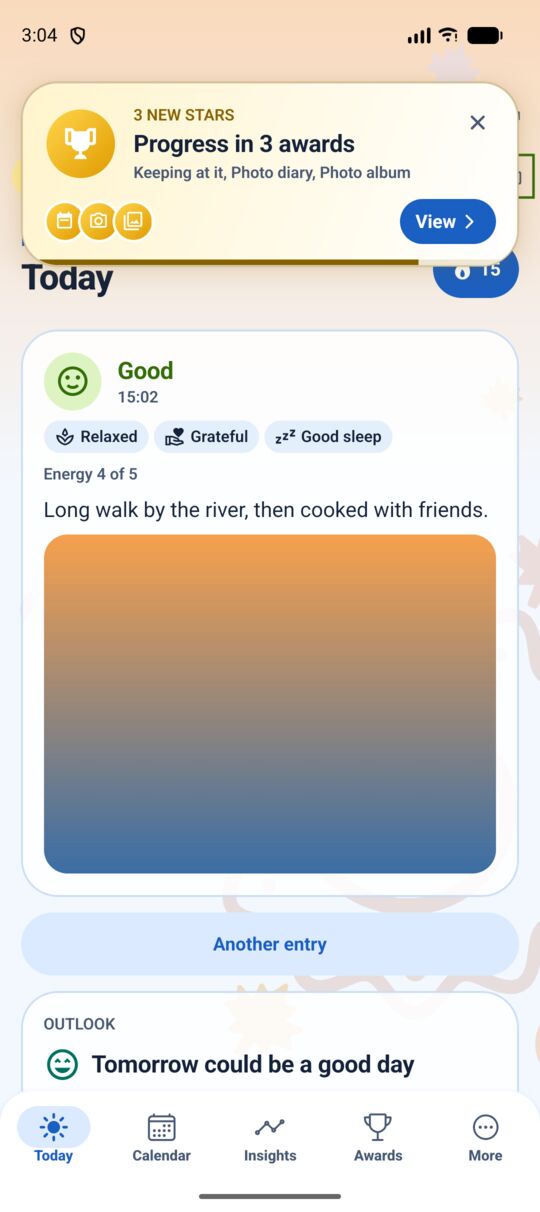 3:04
3 NEW STARS
Progress in 3 awards
Keeping at it, Photo diary, Photo album
View
Today
15
Good
15:02
Relaxed
Grateful
Good sleep
Energy 4 of 5
Long walk by the river, then cooked with friends.
Another entry
OUTLOOK
Tomorrow could be a good day
Today
Calendar
Insights
Awards
More